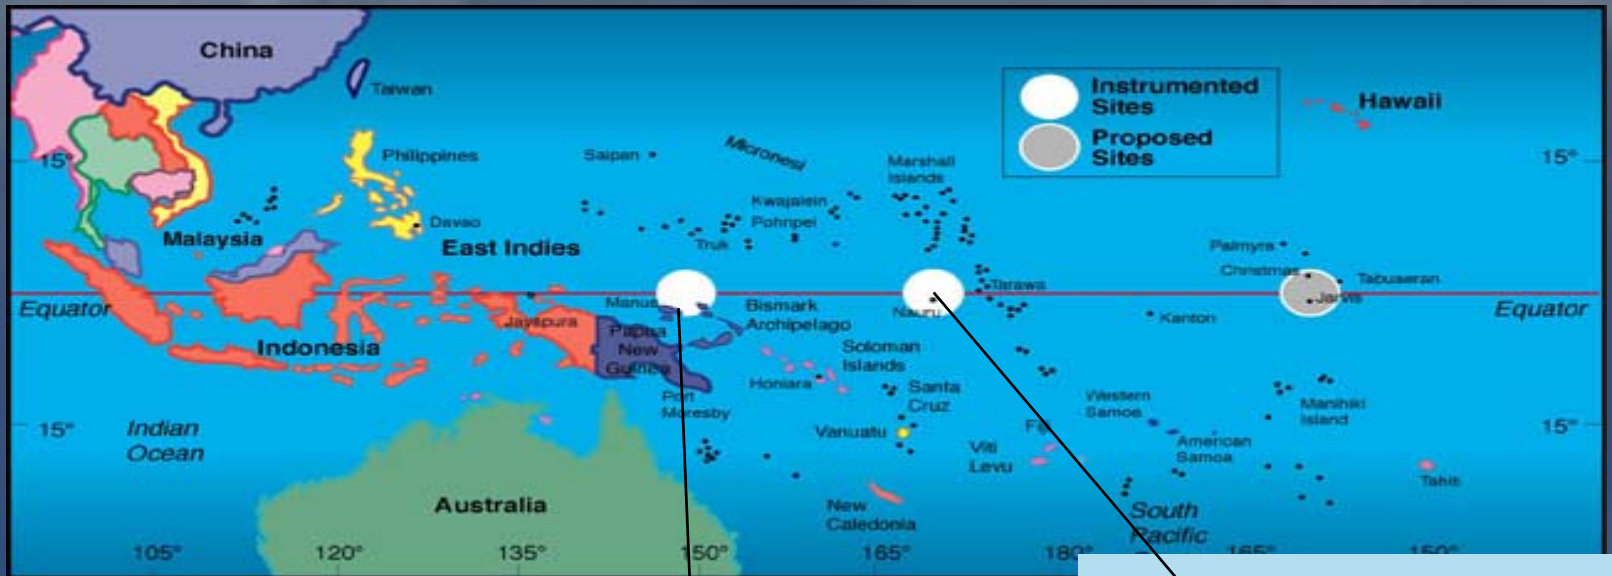 China
Taiwan
Instrumented
Sites
Hawaii
Proposed
Sites
15°
Philippines
Saipan
Micronesi
Marshall
Islands
15°
Kwajalein
Pohnpei
Davao
Malaysia
East Indies
Truk
Palmyra
Christmas
Tabuaeran
Tarawa
Equator
Manus
Bismark
Archipelago
Nauru
Jarvis
Equator
Kanton
Jayapura
Papua
New
Guinea
Indonesia
Soloman
Islands
Honiara
Santa
Cruz
Port
Moresby
Western
Samoa
Manihiki
Island
15°
Indian
Ocean
Vanuatu
Fiji
Viti
Levu
American
Samoa
15°
Tahiti
Australia
New
Caledonia
South
Pacific
105°
120°
135°
150°
165°
180°
165°
150°